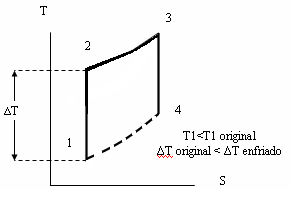 T
3
2
ΔT
4
1
T1<T1 original
ΔT original < ΔT enfriado
S